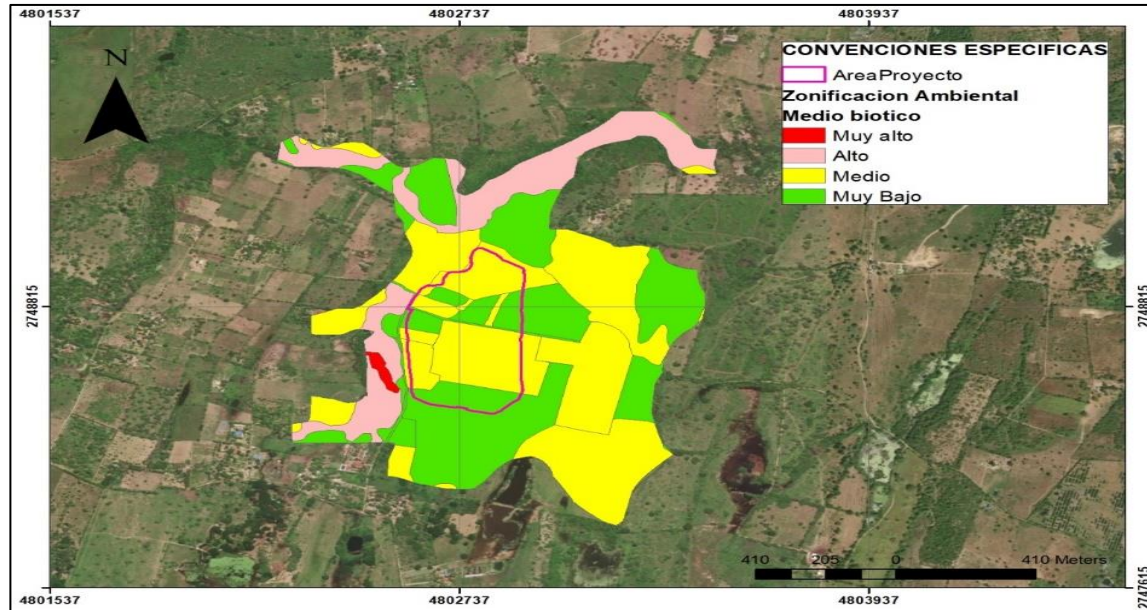 4801537 4802737 4803937
N
CONVENCIONES ESPECIFICAS
AreaProyecto
Zonificacion Ambiental
Medio biotico
Muy alto
Alto
Medio
Muy Bajo
2748815 2748815
410 205 0 410 Meters
2747615
4801537 4802737 4803937